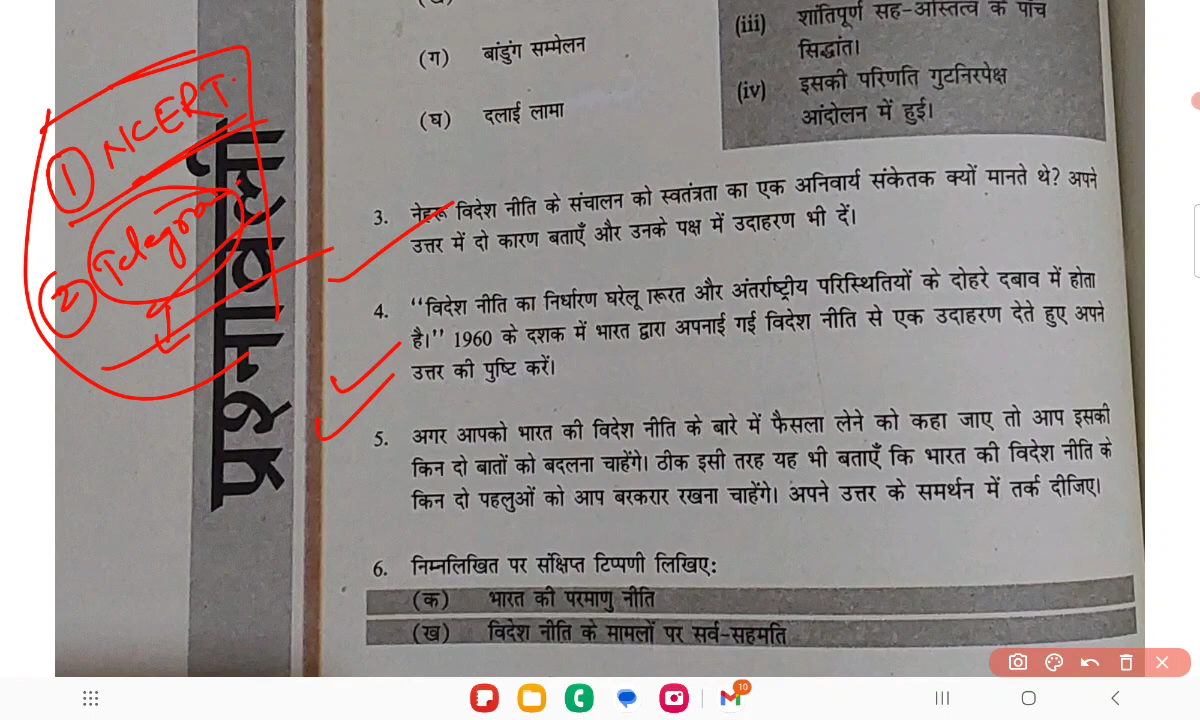 (ग) बांडुंग सम्मेलन
(घ) दलाई लामा
(iii) शांतिपूर्ण सह-अस्तित्व के पाँच
सिद्धांत।
(iv) इसकी परिणति गुटनिरपेक्ष
आंदोलन में हुई।
1) NCERT
2) Telegram
प्रश्नावली
3. नेहरू विदेश नीति के संचालन को स्वतंत्रता का एक अनिवार्य संकेतक क्यों मानते थे? अपने
उत्तर में दो कारण बताएँ और उनके पक्ष में उदाहरण भी दें।
4. ‘‘विदेश नीति का निर्धारण घरेलू ारूरत और अंतर्राष्ट्रीय परिस्थितियों के दोहरे दबाव में होता
है।’’ 1960 के दशक में भारत द्वारा अपनाई गई विदेश नीति से एक उदाहरण देते हुए अपने
उत्तर की पुष्टि करें।
5. अगर आपको भारत की विदेश नीति के बारे में फैसला लेने को कहा जाए तो आप इसकी
किन दो बातों को बदलना चाहेंगे। ठीक इसी तरह यह भी बताएँ कि भारत की विदेश नीति के
किन दो पहलुओं को आप बरकरार रखना चाहेंगे। अपने उत्तर के समर्थन में तर्क दीजिए।
6. निम्नलिखित पर संक्षिप्त टिप्पणी लिखिए:
(क) भारत की परमाणु नीति
(ख) विदेश नीति के मामलों पर सर्व-सहमति
10